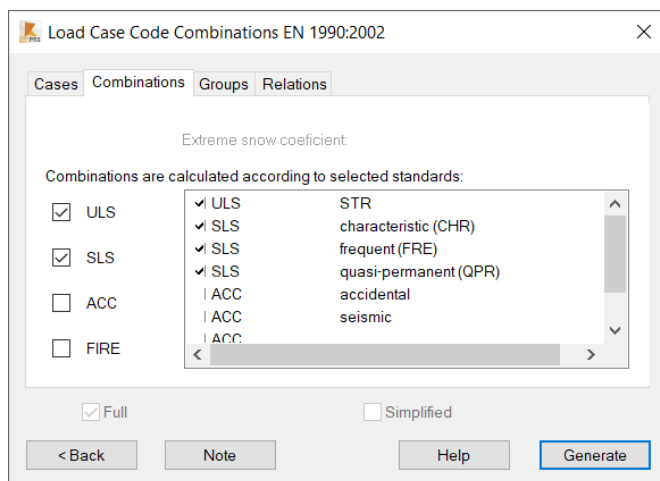 PRO Load Case Code Combinations EN 1990:2002
Cases Combinations Groups Relations
Extreme snow coeficient:
Combinations are calculated according to selected standards:
ULS
SLS
ACC
FIRE
ULS STR
SLS characteristic (CHR)
SLS frequent (FRE)
SLS quasi-permanent (QPR)
ACC accidental
ACC seismic
ACC
Full Simplified
< Back Note Help Generate